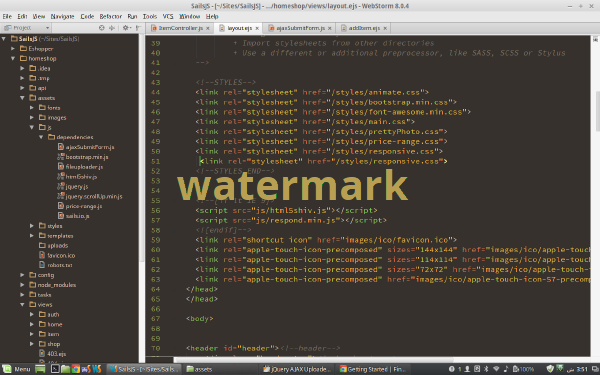 SailsJS - [~/Sites/SailsJS] - .../homeshop/views/layout.ejs - WebStorm 8.0.4
File Edit View Navigate Code Refactor Run Tools VCS Window Help
Project
ItemController.js
layout.ejs
ajaxSubmitForm.js
addItem.ejs
SailsJS (~/Sites/SailsJS)
Eshopper
homeshop
.idea
.tmp
api
assets
fonts
images
js
dependencies
ajaxSubmitForm.js
bootstrap.min.js
fileuploader.js
html5shiv.js
jquery.js
jquery.scrollUp.min.js
price-range.js
sails.io.js
styles
templates
uploads
favicon.ico
robots.txt
config
node_modules
tasks
views
auth
home
item
shop
403.ejs
39 * Import stylesheets from other directories
40 * Use a different or additional preprocessor, like SASS, SCSS or Stylus
41 -->
42
43 <!--STYLES-->
44 <link rel="stylesheet" href="/styles/animate.css">
45 <link rel="stylesheet" href="/styles/bootstrap.min.css">
46 <link rel="stylesheet" href="/styles/font-awesome.min.css">
47 <link rel="stylesheet" href="/styles/main.css">
48 <link rel="stylesheet" href="/styles/prettyPhoto.css">
49 <link rel="stylesheet" href="/styles/price-range.css">
50 <link rel="stylesheet" href="/styles/responsive.css">
51 <link rel="stylesheet" href="/styles/responsive.css">
52 <!--STYLES END-->
watermark
56 <script src="js/html5shiv.js"></script>
57 <script src="js/respond.min.js"></script>
58 <![endif]-->
59 <link rel="shortcut icon" href="images/ico/favicon.ico">
60 <link rel="apple-touch-icon-precomposed" sizes="144x144" href="images/ico/apple-touch
61 <link rel="apple-touch-icon-precomposed" sizes="114x114" href="images/ico/apple-touch
62 <link rel="apple-touch-icon-precomposed" sizes="72x72" href="images/ico/apple-touch-i
63 <link rel="apple-touch-icon-precomposed" href="images/ico/apple-touch-icon-57-precomp
64 </head>
65 </head>
66
67 <body>
68
69
70 <header id="header"><!--header-->
Menu
SailsJS - [~/Sites/Sails...
assets
jQuery AJAX Uploade...
Getting Started | Fin...
100%
3:51